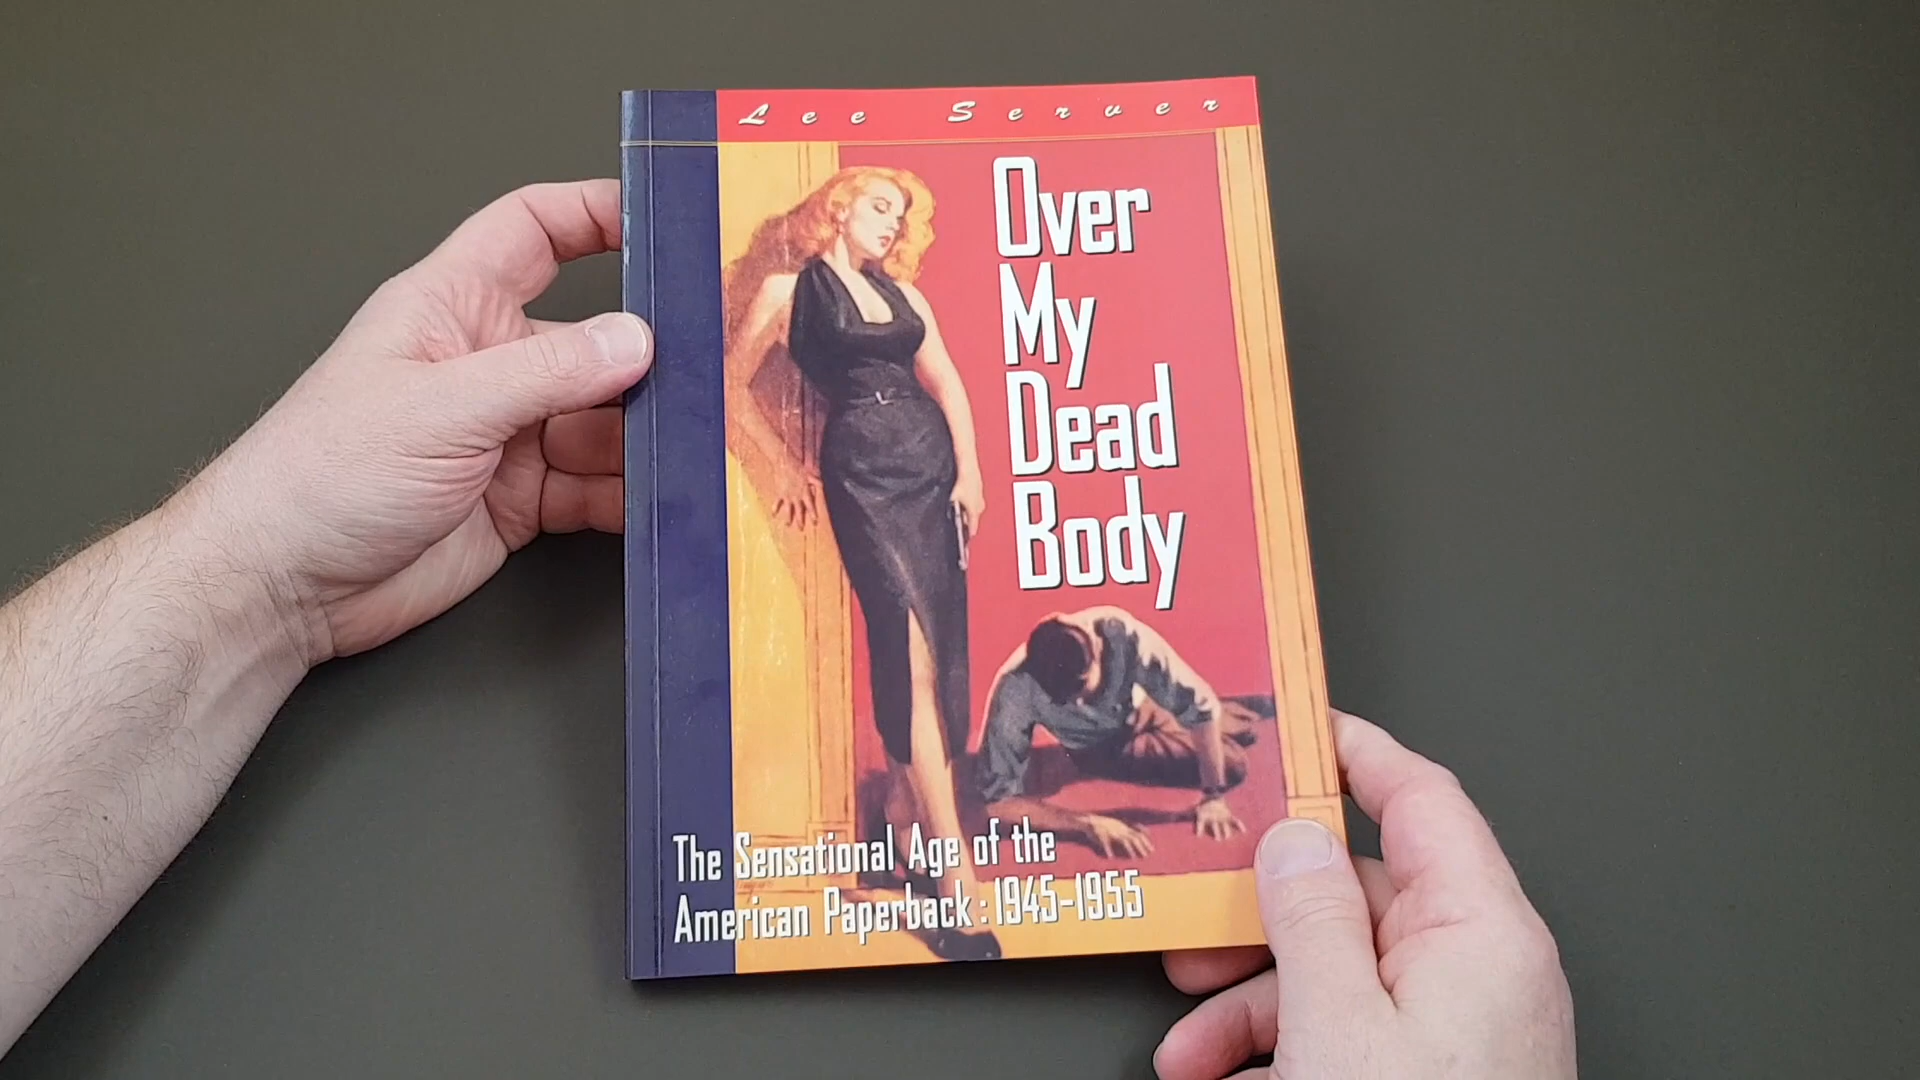 Lee Server
Over
My
Dead
Body
The Sensational Age of the
American Paperback: 1945-1955